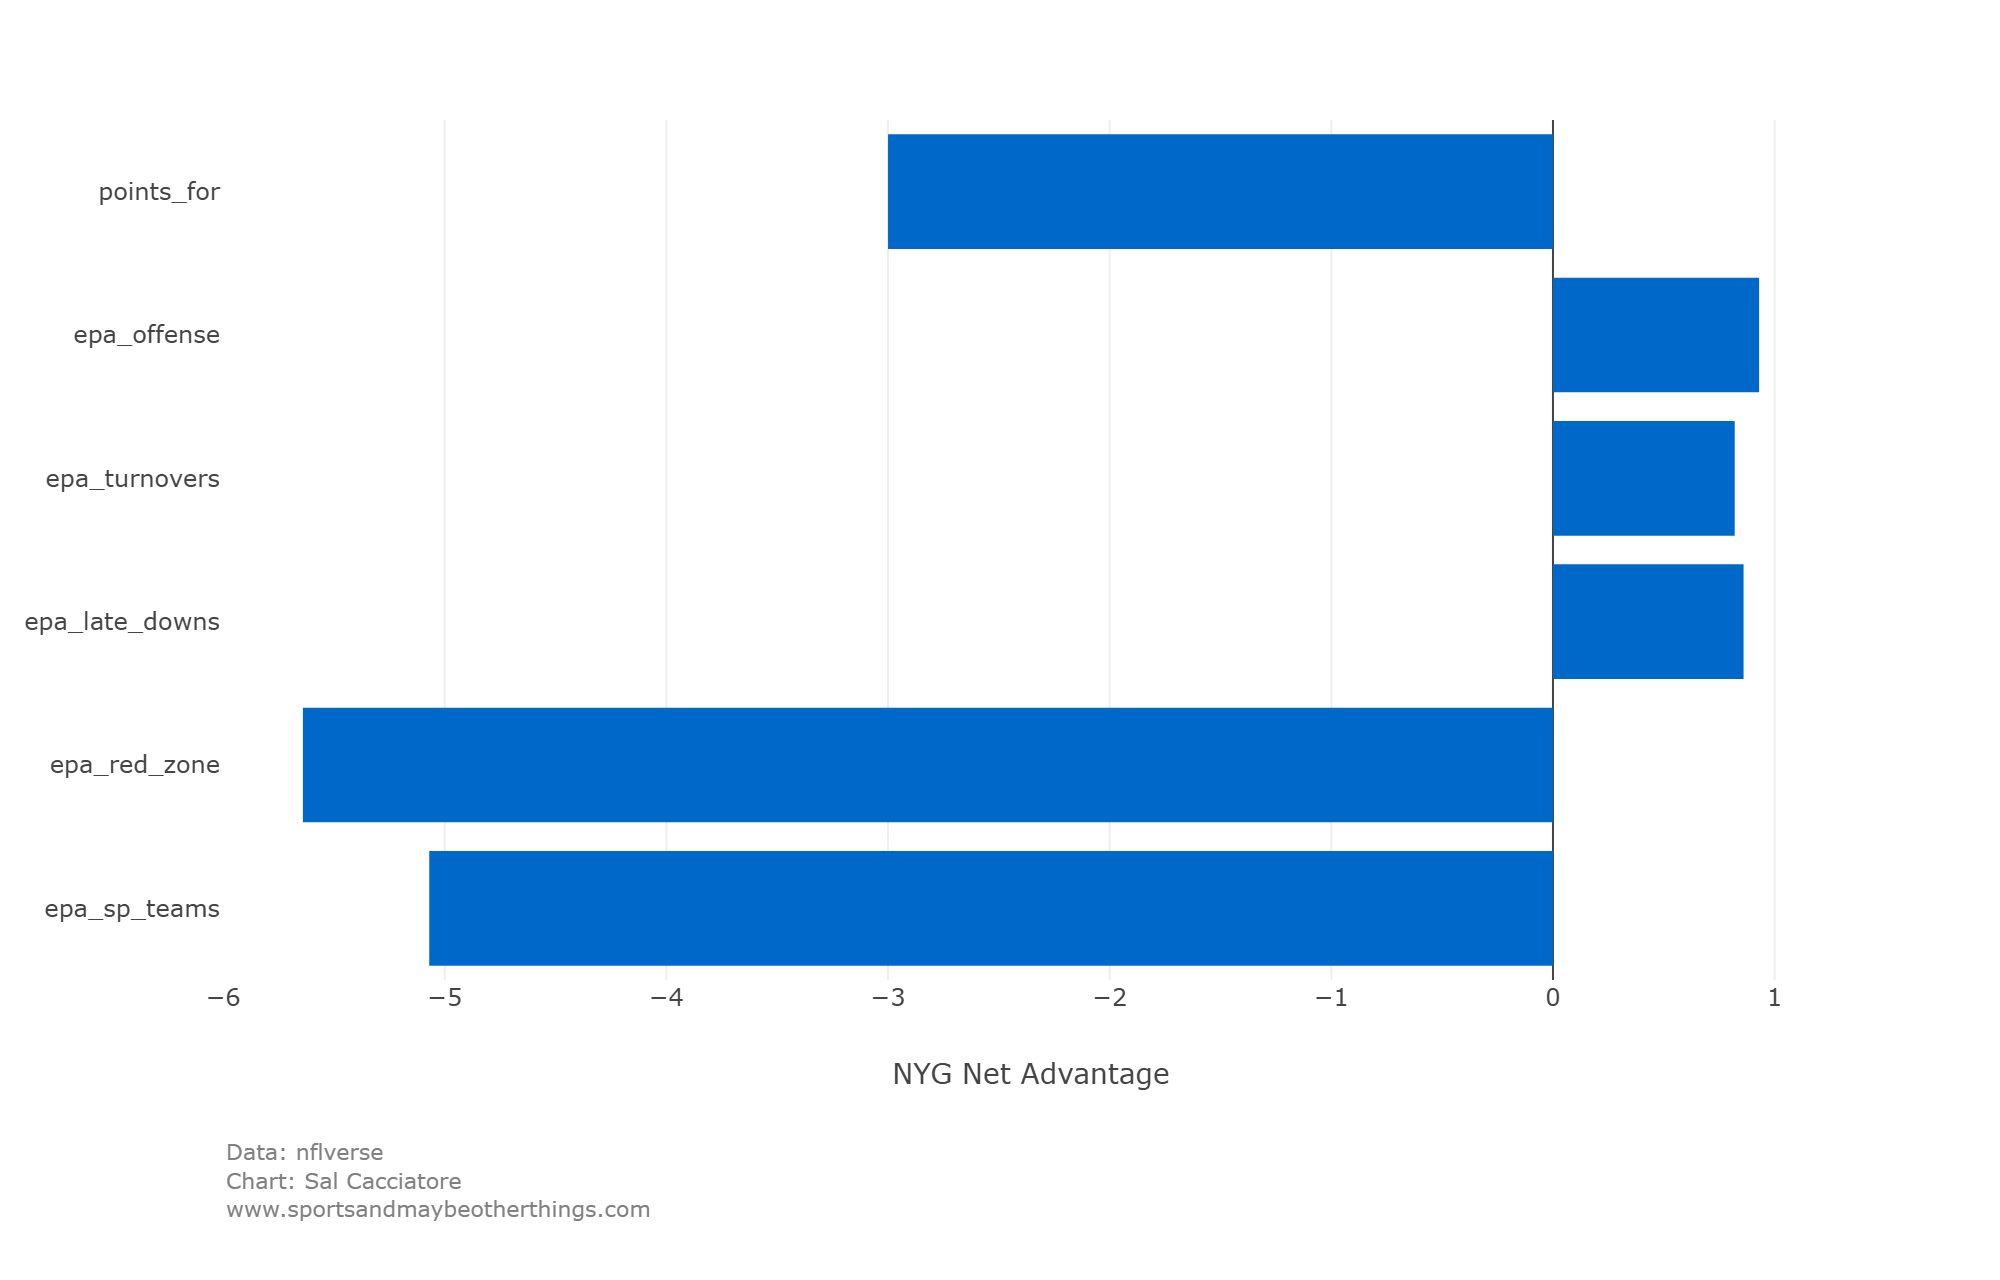 points_for
epa_offense
epa_turnovers
epa_late_downs
epa_red_zone
epa_sp_teams
−6 −5 −4 −3 −2 −1 0 1
NYG Net Advantage
Data: nflverse
Chart: Sal Cacciatore
www.sportsandmaybeotherthings.com